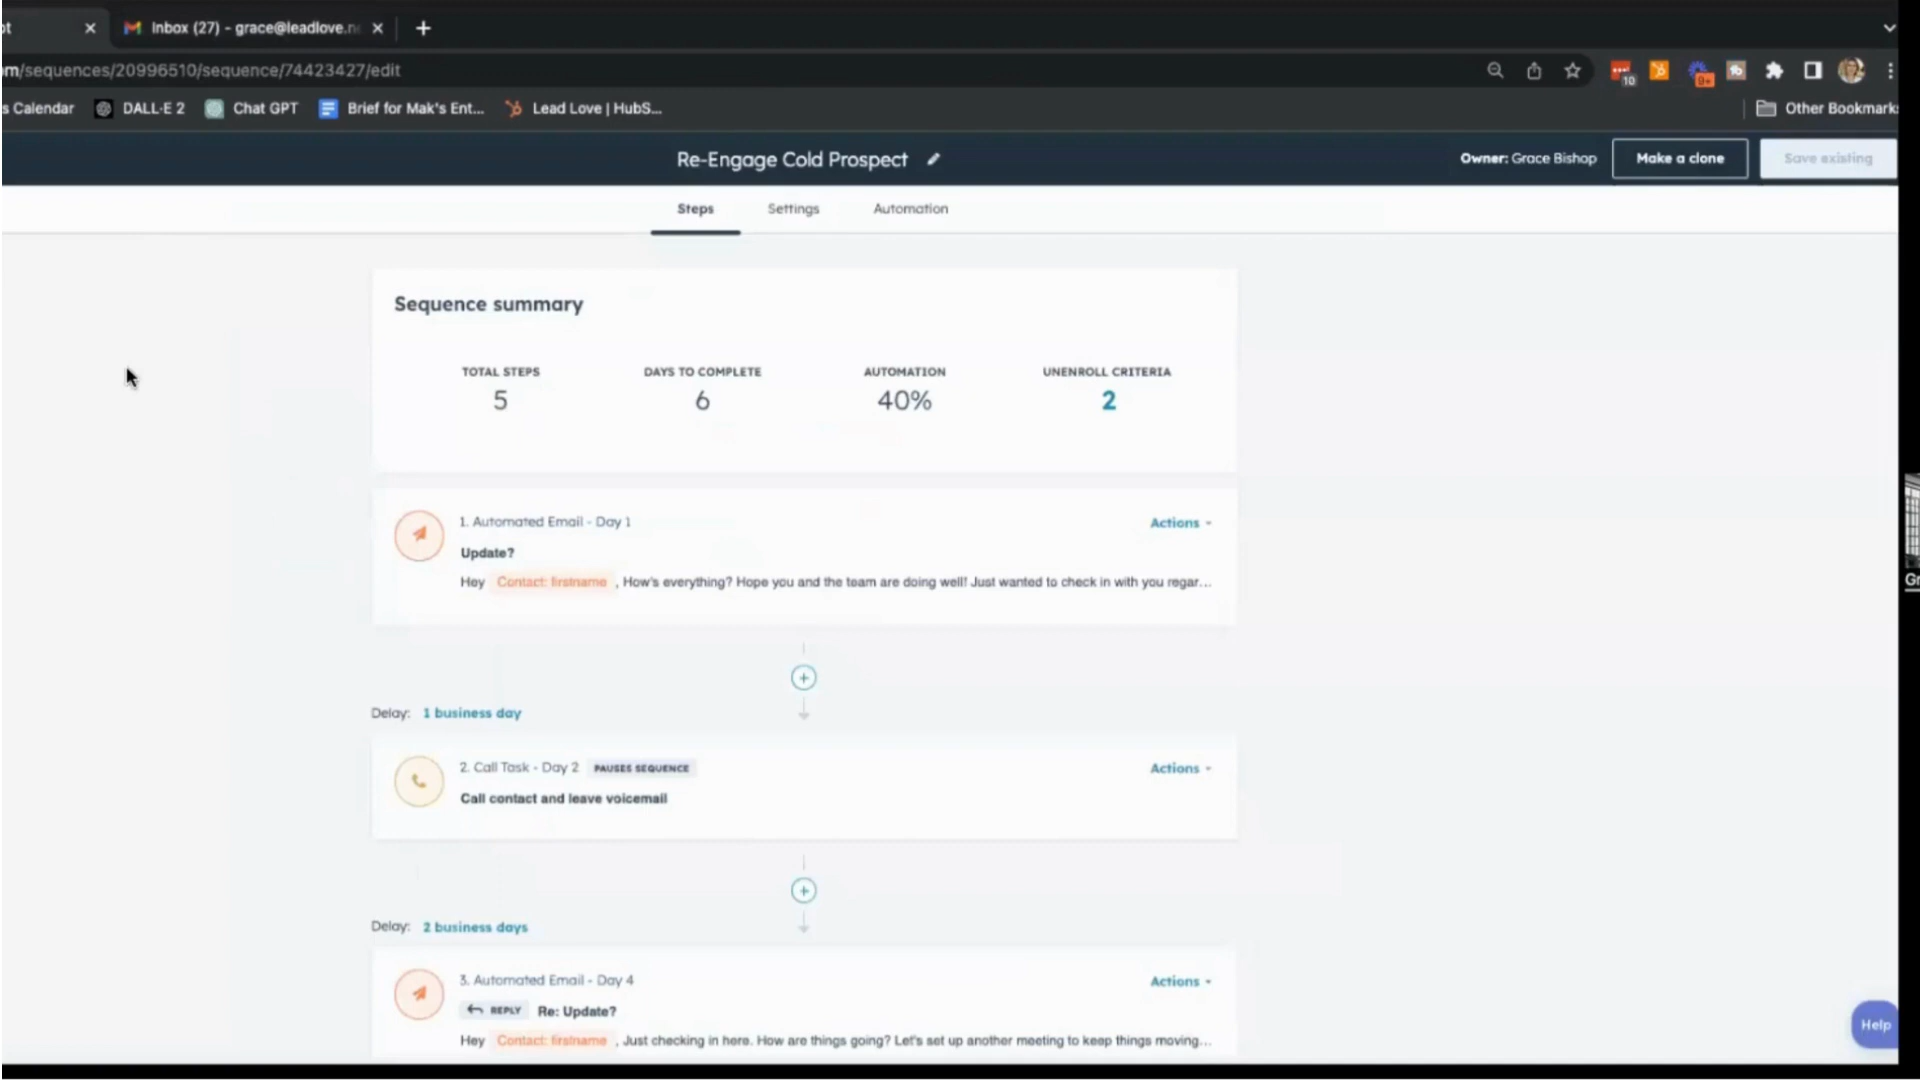 Inbox (27) - grace@leadlove.n
m/sequences/20996510/sequence/74423427/edit
10
9+
s Calendar
DALL·E 2
Chat GPT
Brief for Mak's Ent...
Lead Love | HubS...
Other Bookmarks
Re-Engage Cold Prospect
Owner: Grace Bishop
Make a clone
Save existing
Steps
Settings
Automation
Sequence summary
TOTAL STEPS
5
DAYS TO COMPLETE
6
AUTOMATION
40%
UNENROLL CRITERIA
2
1. Automated Email - Day 1
Actions
Update?
Hey Contact: firstname , How's everything? Hope you and the team are doing well! Just wanted to check in with you regar...
Delay: 1 business day
2. Call Task - Day 2 PAUSES SEQUENCE
Actions
Call contact and leave voicemail
Delay: 2 business days
3. Automated Email - Day 4
Actions
REPLY Re: Update?
Hey Contact: firstname , Just checking in here. How are things going? Let's set up another meeting to keep things moving...
Help
Gr